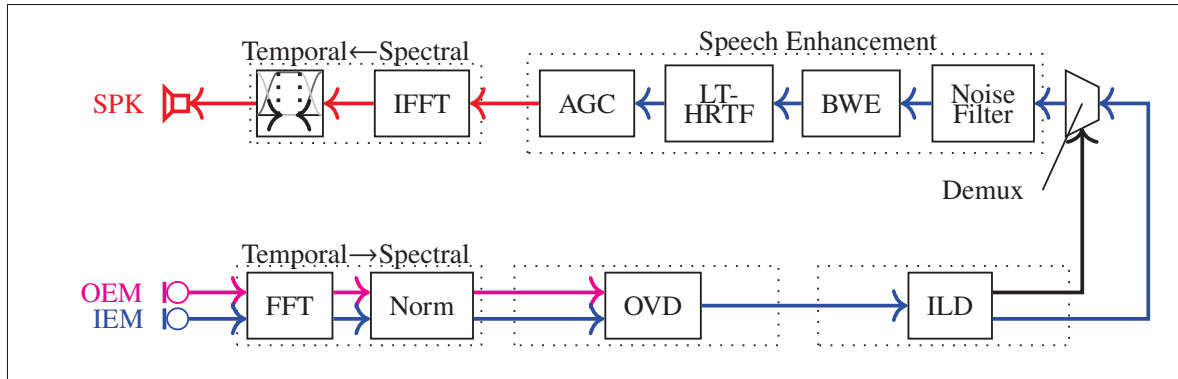 Temporal←Spectral
Speech Enhancement
SPK
IFFT
AGC
LT-
HRTF
BWE
Noise
Filter
Demux
Temporal→Spectral
OEM
IEM
FFT
Norm
OVD
ILD